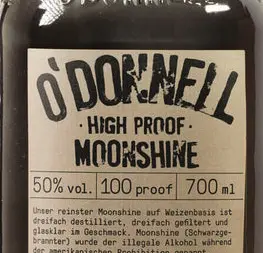 O'DONNELL
· HIGH PROOF ·
MOONSHINE
50% vol. 100 proof 700 ml
Unser reinster Moonshine auf Weizenbasis ist
dreifach destilliert, dreifach gefiltert und
glasklar im Geschmack. Moonshine (Schwarzge-
brannter) wurde der illegale Alkohol während
der amerikanischen Prohibition genannt